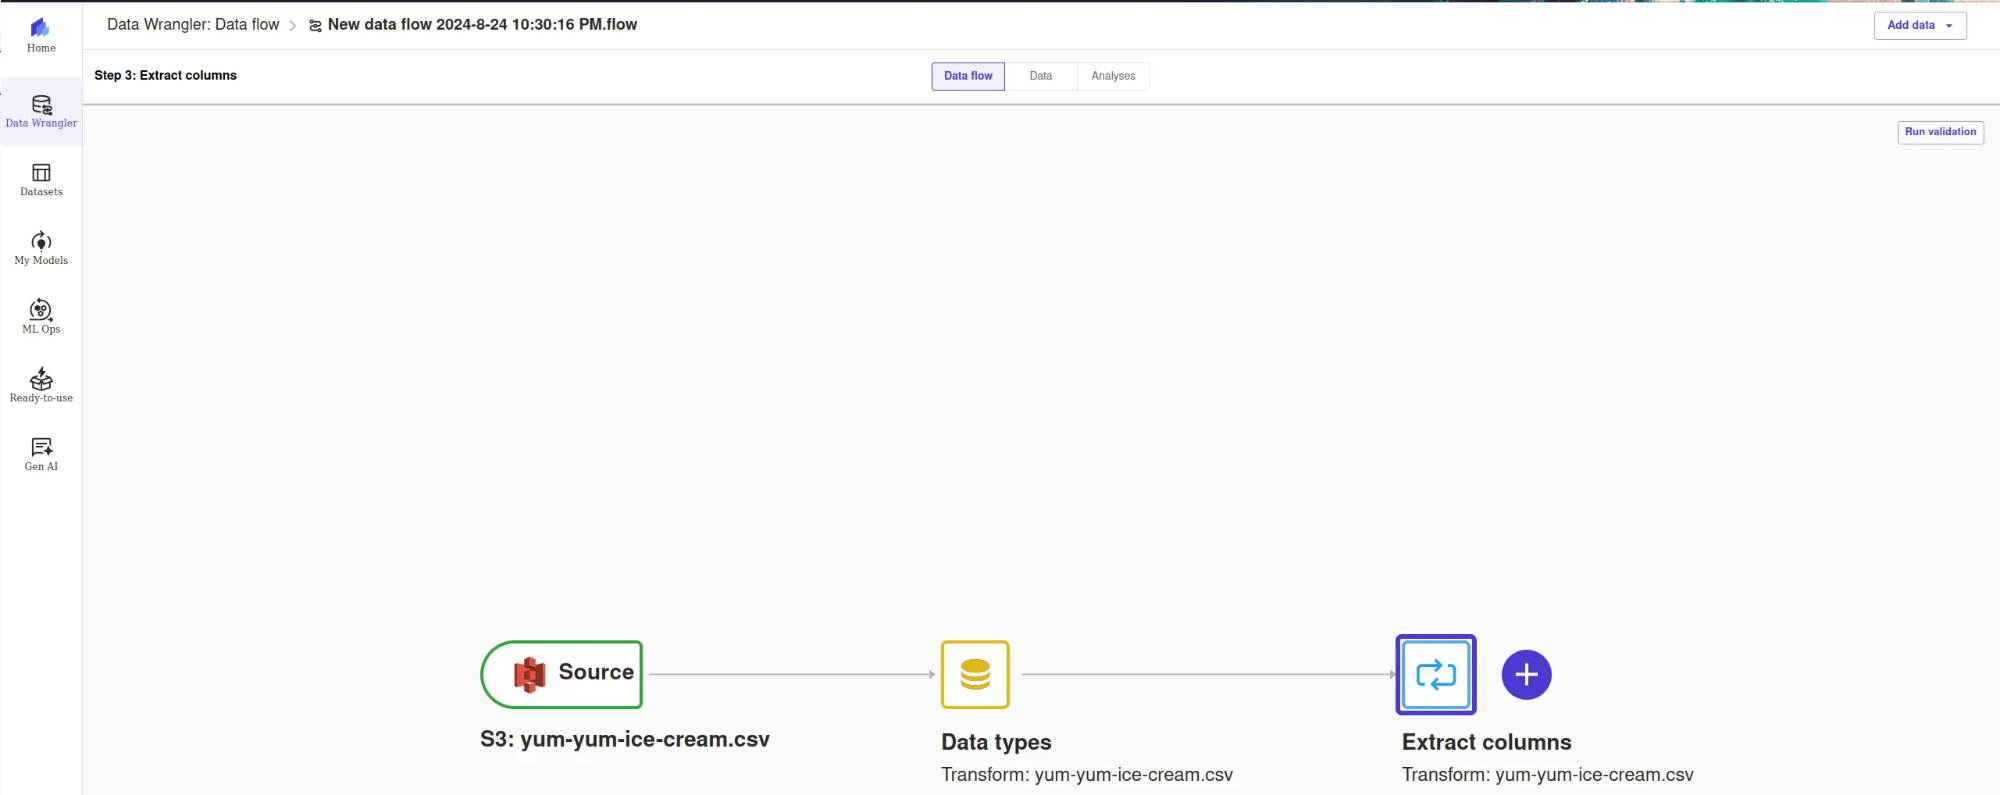 Home
Data Wrangler: Data flow
New data flow 2024-8-24 10:30:16 PM.flow
Add data
Step 3: Extract columns
Data flow
Data
Analyses
Data Wrangler
Run validation
Datasets
My Models
ML Ops
Ready-to-use
Gen AI
Source
S3: yum-yum-ice-cream.csv
Data types
Transform: yum-yum-ice-cream.csv
Extract columns
Transform: yum-yum-ice-cream.csv